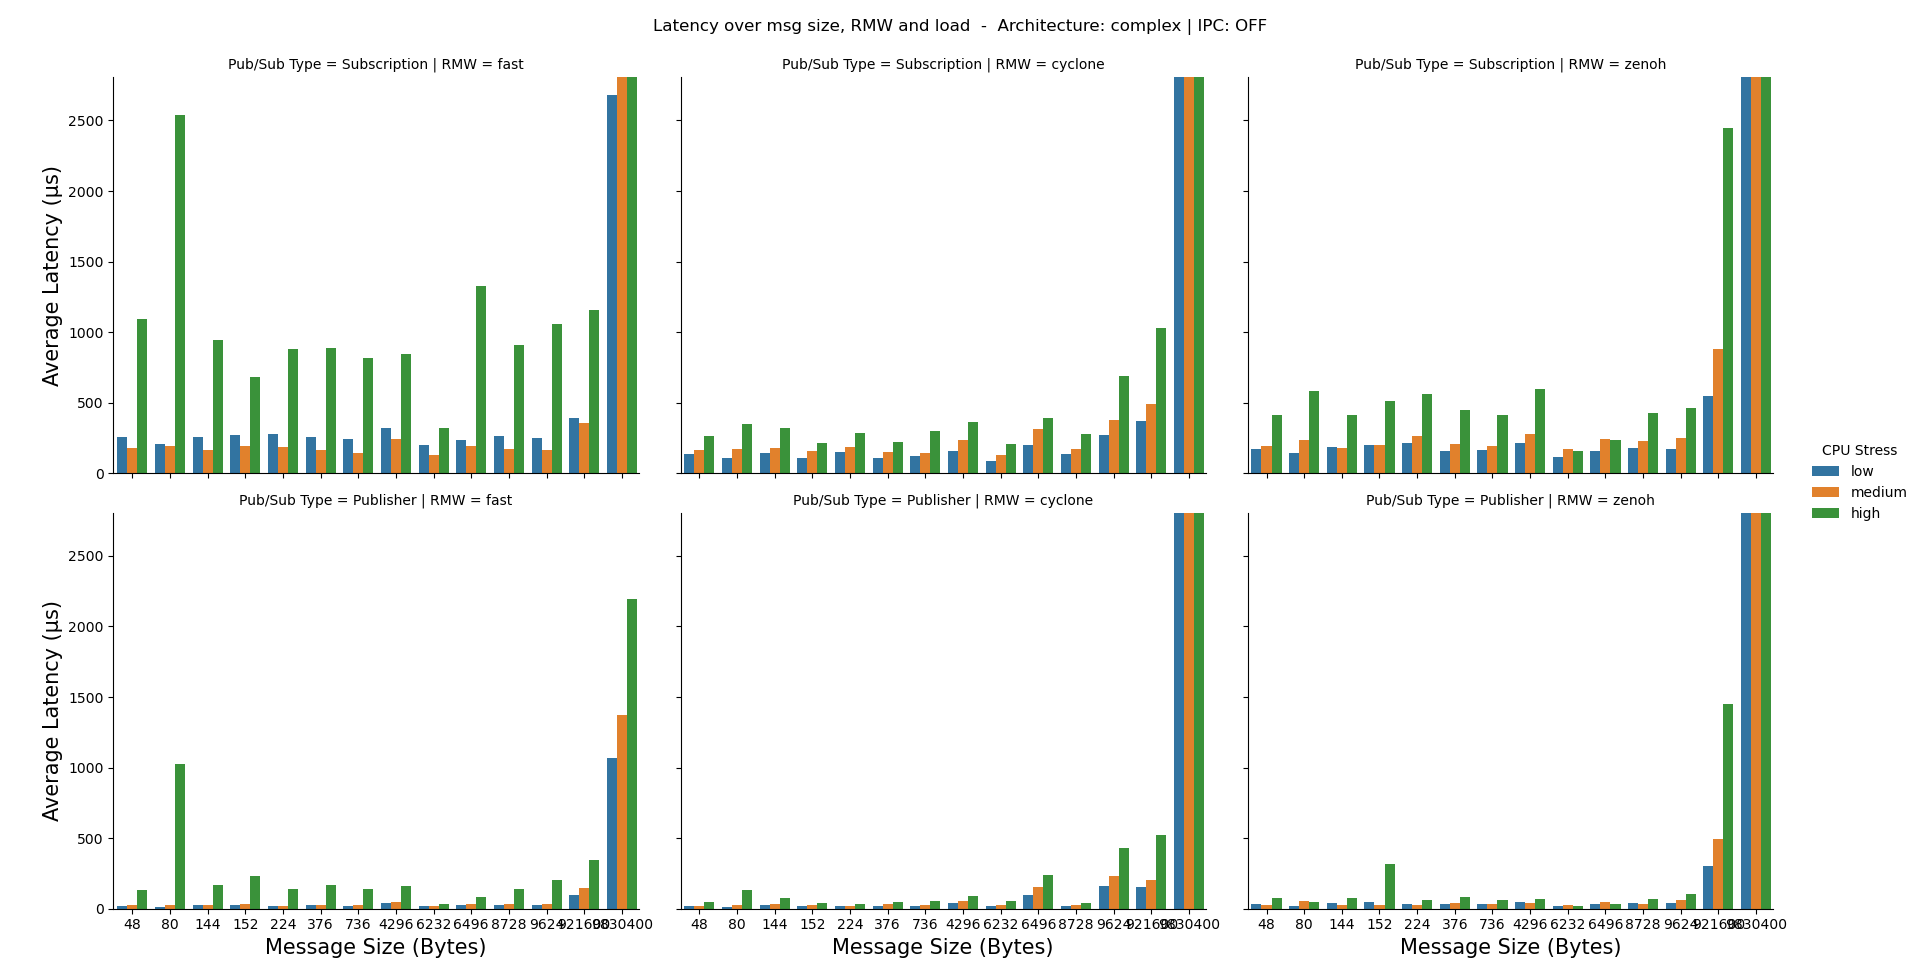 Latency over msg size, RMW and load  -  Architecture: complex | IPC: OFF
Pub/Sub Type = Subscription | RMW = fast
Pub/Sub Type = Subscription | RMW = cyclone
Pub/Sub Type = Subscription | RMW = zenoh
2500
2000
1500
1000
500
0
Average Latency (µs)
CPU Stress
low
medium
high
Pub/Sub Type = Publisher | RMW = fast
Pub/Sub Type = Publisher | RMW = cyclone
Pub/Sub Type = Publisher | RMW = zenoh
2500
2000
1500
1000
500
0
Average Latency (µs)
48 80 144 152 224 376 736 4296 6232 6496 8728 9624 921600 9830400
48 80 144 152 224 376 736 4296 6232 6496 8728 9624 921600 9830400
48 80 144 152 224 376 736 4296 6232 6496 8728 9624 921600 9830400
Message Size (Bytes)
Message Size (Bytes)
Message Size (Bytes)